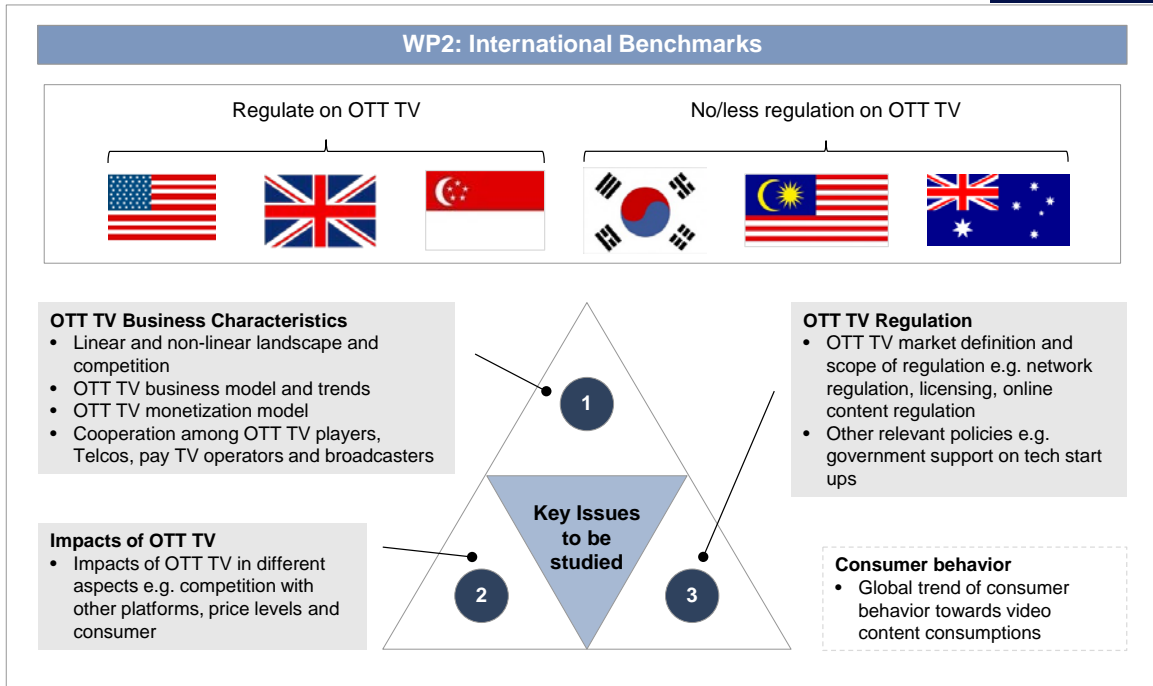 WP2: International Benchmarks
Regulate on OTT TV
No/less regulation on OTT TV
OTT TV Business Characteristics
• Linear and non-linear landscape and
competition
• OTT TV business model and trends
• OTT TV monetization model
• Cooperation among OTT TV players,
Telcos, pay TV operators and broadcasters
OTT TV Regulation
• OTT TV market definition and
scope of regulation e.g. network
regulation, licensing, online
content regulation
• Other relevant policies e.g.
government support on tech start
ups
1
Key Issues
to be
studied
Impacts of OTT TV
• Impacts of OTT TV in different
aspects e.g. competition with
other platforms, price levels and
consumer
2
3
Consumer behavior
• Global trend of consumer
behavior towards video
content consumptions